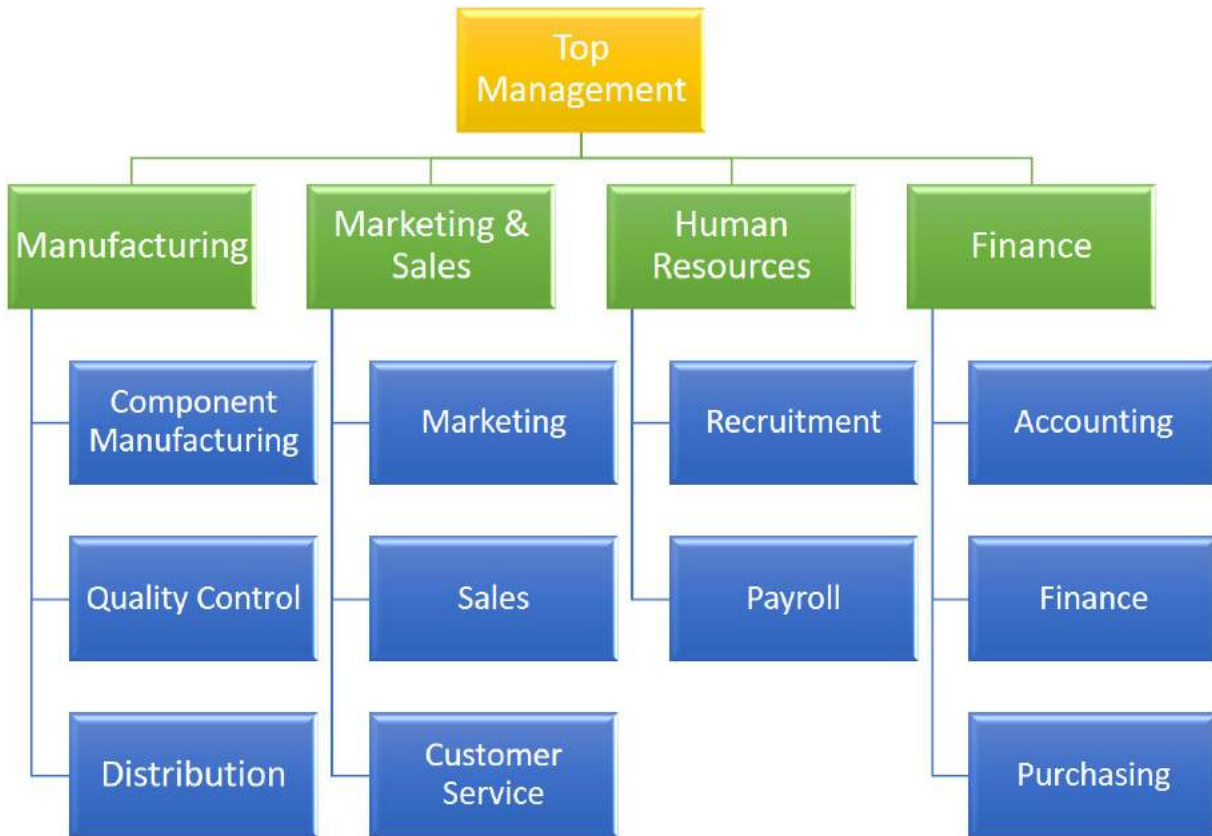 Top
Management
Manufacturing
Marketing &
Sales
Human
Resources
Finance
Component
Manufacturing
Marketing
Recruitment
Accounting
Quality Control
Sales
Payroll
Finance
Distribution
Customer
Service
Purchasing